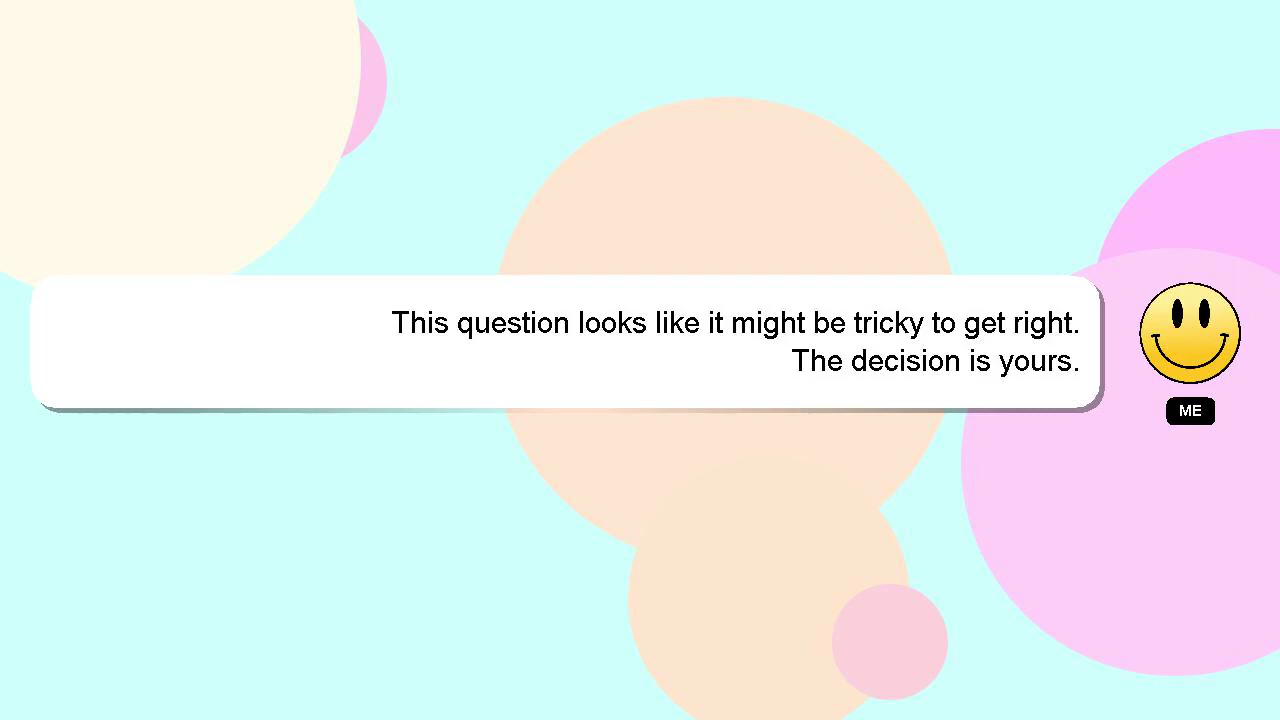 This question looks like it might be tricky to get right.
The decision is yours.
ME